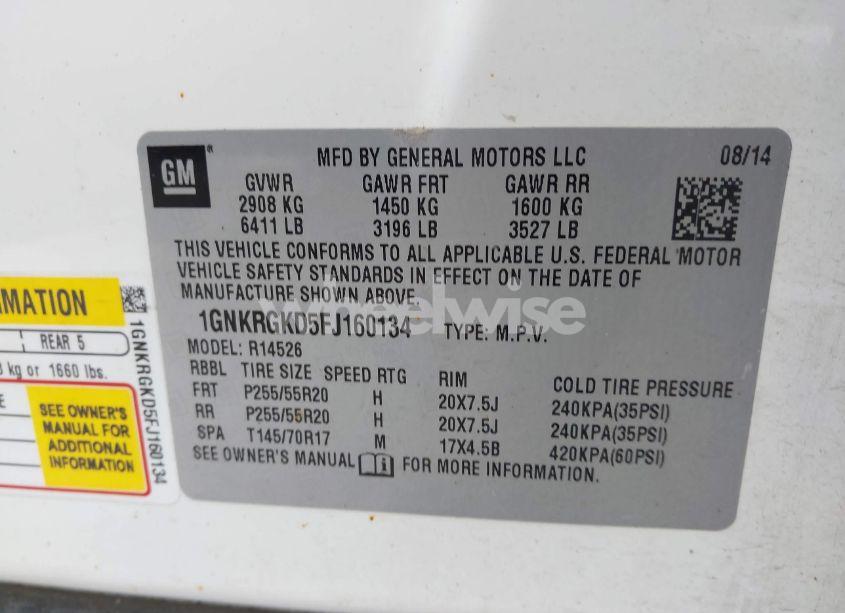 GM
MFD BY GENERAL MOTORS LLC 08/14
GVWR GAWR FRT GAWR RR
2908 KG 1450 KG 1600 KG
6411 LB 3196 LB 3527 LB
THIS VEHICLE CONFORMS TO ALL APPLICABLE U.S. FEDERAL MOTOR
VEHICLE SAFETY STANDARDS IN EFFECT ON THE DATE OF
MANUFACTURE SHOWN ABOVE.
1GNKRGKD5FJ160134 TYPE: M.P.V.
MODEL: R14526
RBBL TIRE SIZE SPEED RTG RIM COLD TIRE PRESSURE
FRT P255/55R20 H 20X7.5J 240KPA(35PSI)
RR P255/55R20 H 20X7.5J 240KPA(35PSI)
SPA T145/70R17 M 17X4.5B 420KPA(60PSI)
SEE OWNER'S MANUAL FOR MORE INFORMATION.
REAR 5
kg or 1660 lbs.
SEE OWNER'S
MANUAL FOR
ADDITIONAL
INFORMATION
1GNKRGKD5FJ160134
wheelwise